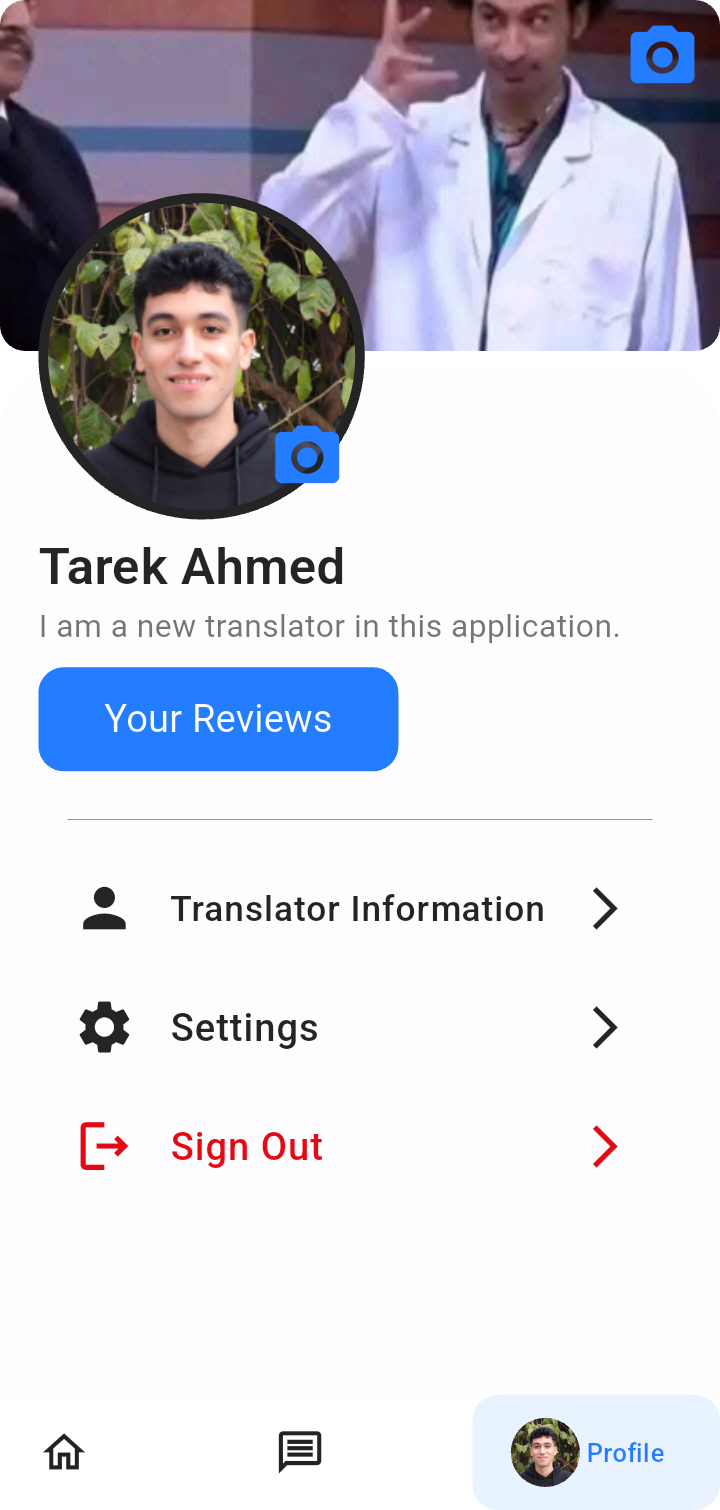 Tarek Ahmed
I am a new translator in this application.
Your Reviews
Translator Information
Settings
Sign Out
Profile